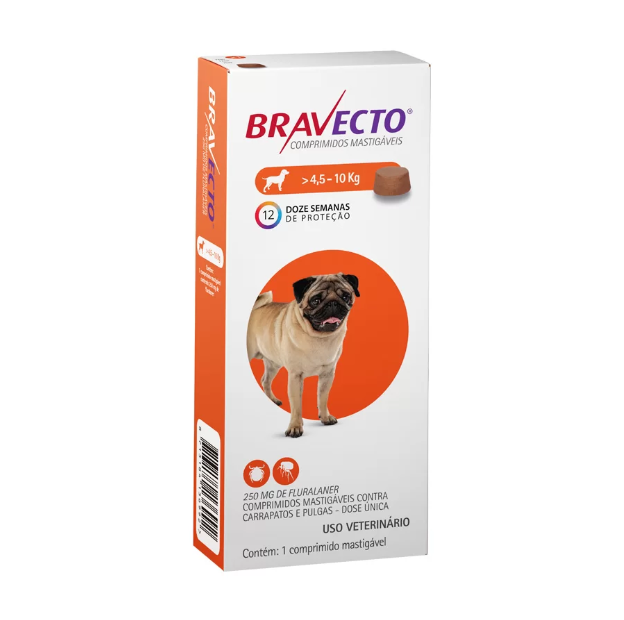 BRAVECTO®
COMPRIMIDOS MASTIGÁVEIS
> 4,5 – 10 Kg
12 DOZE SEMANAS
DE PROTEÇÃO
250 MG DE FLURALANER
COMPRIMIDOS MASTIGÁVEIS CONTRA
CARRAPATOS E PULGAS – DOSE ÚNICA
USO VETERINÁRIO
Contém: 1 comprimido mastigável
BRAVECTO